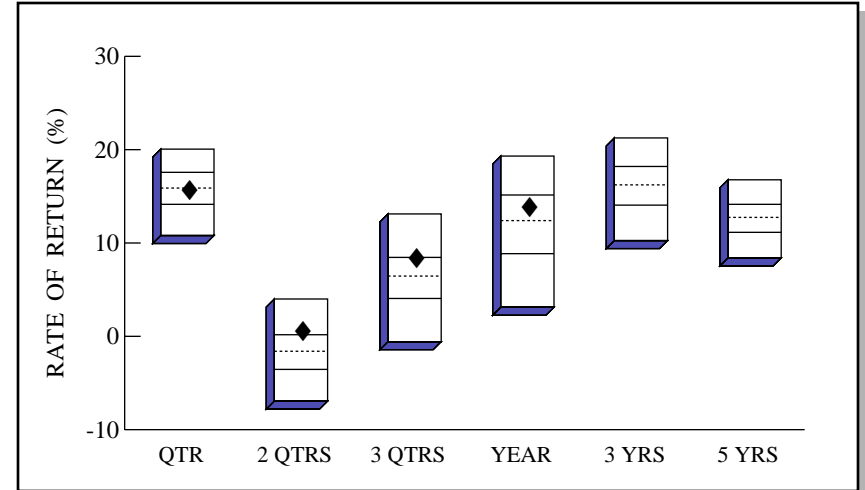 30
20
10
0
-10
RATE OF RETURN (%)
QTR 2 QTRS 3 QTRS YEAR 3 YRS 5 YRS